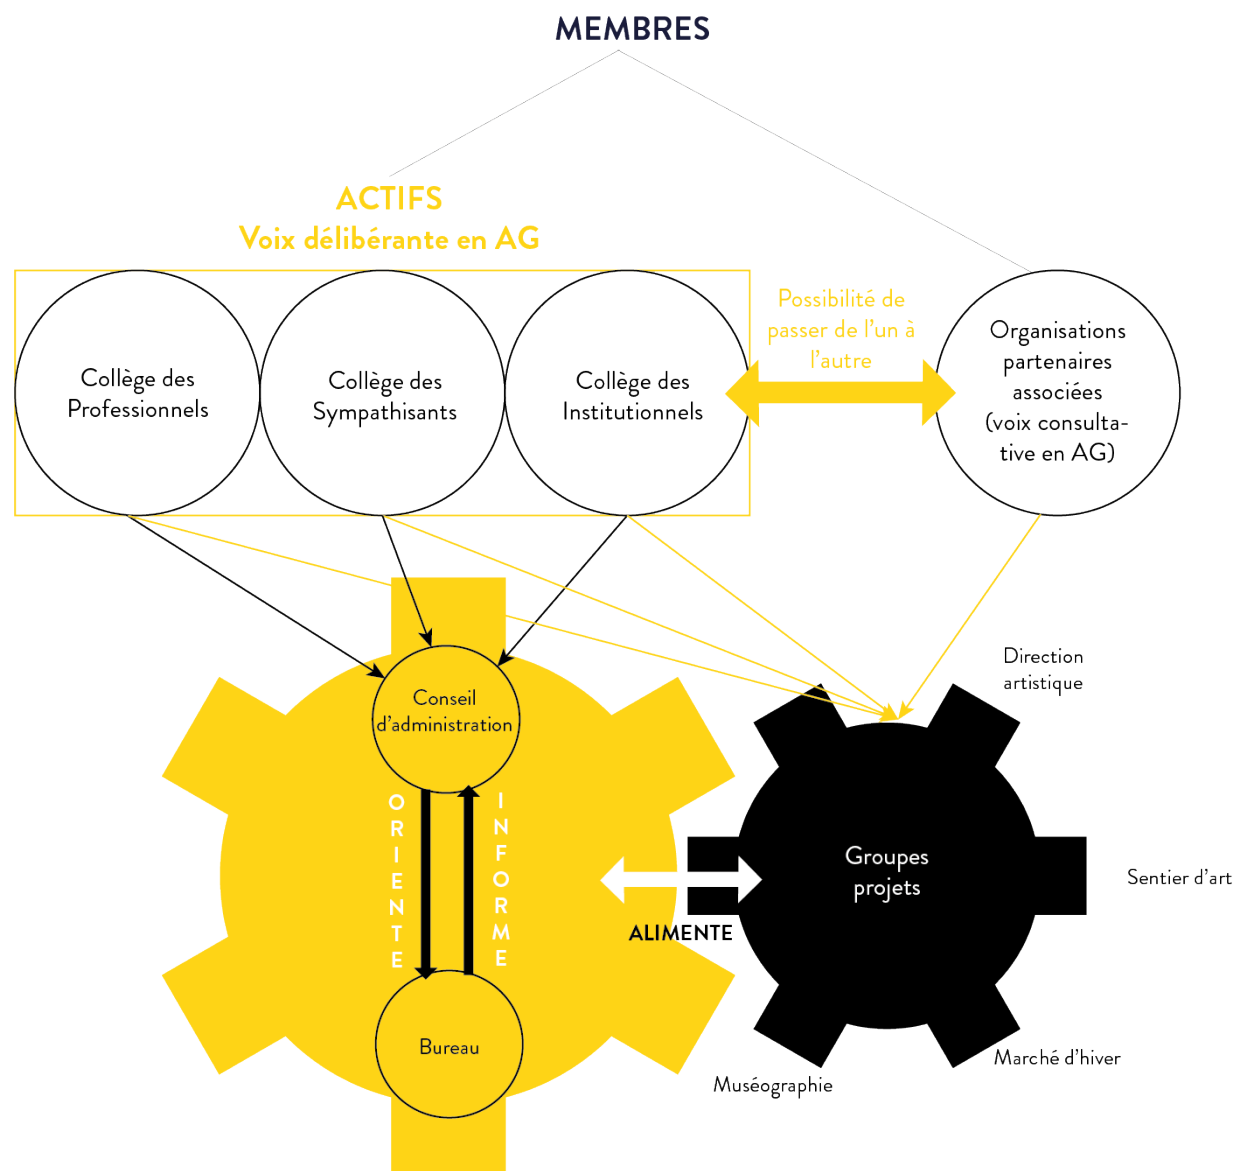 MEMBRES
ACTIFS
Voix délibérante en AG
Collège des
Professionnels
Collège des
Sympathisants
Collège des
Institutionnels
Possibilité de
passer de l'un à
l'autre
Organisations
partenaires
associées
(voix consulta-
tive en AG)
Conseil
d'administration
ORIENTE
INFORME
Bureau
ALIMENTE
Groupes
projets
Direction
artistique
Sentier d'art
Marché d'hiver
Muséographie